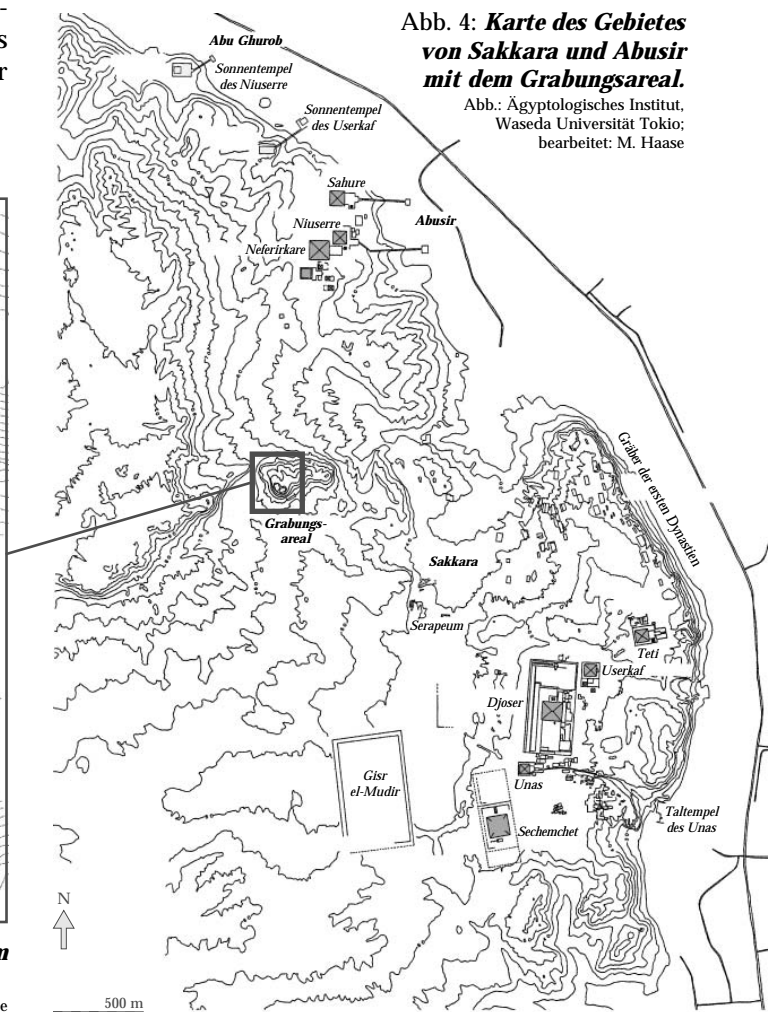 -
s
r
Abb. 4: Karte des Gebietes
von Sakkara und Abusir
mit dem Grabungsareal.
Abb.: Ägyptologisches Institut,
Waseda Universität Tokio;
bearbeitet: M. Haase
Abu Ghurob
Sonnentempel
des Niuserre
Sonnentempel
des Userkaf
Sahure
Niuserre
Abusir
Neferirkare
Gräber der ersten Dynastien
Grabungs-
areal
Sakkara
Serapeum
Teti
Userkaf
Djoser
Gisr
el-Mudir
Unas
Sechemchet
Taltempel
des Unas
N
m
500 m
e